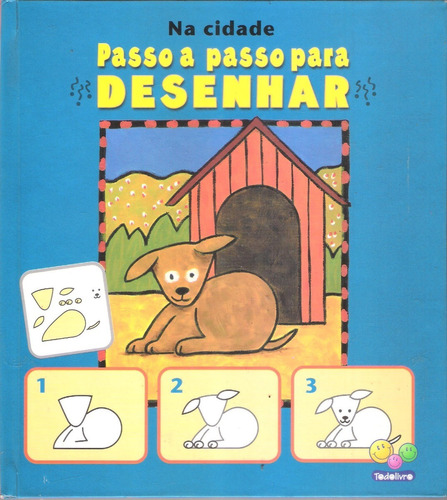 Na cidade
Passo a passo para
DESENHAR
1
2
3
Todolivro